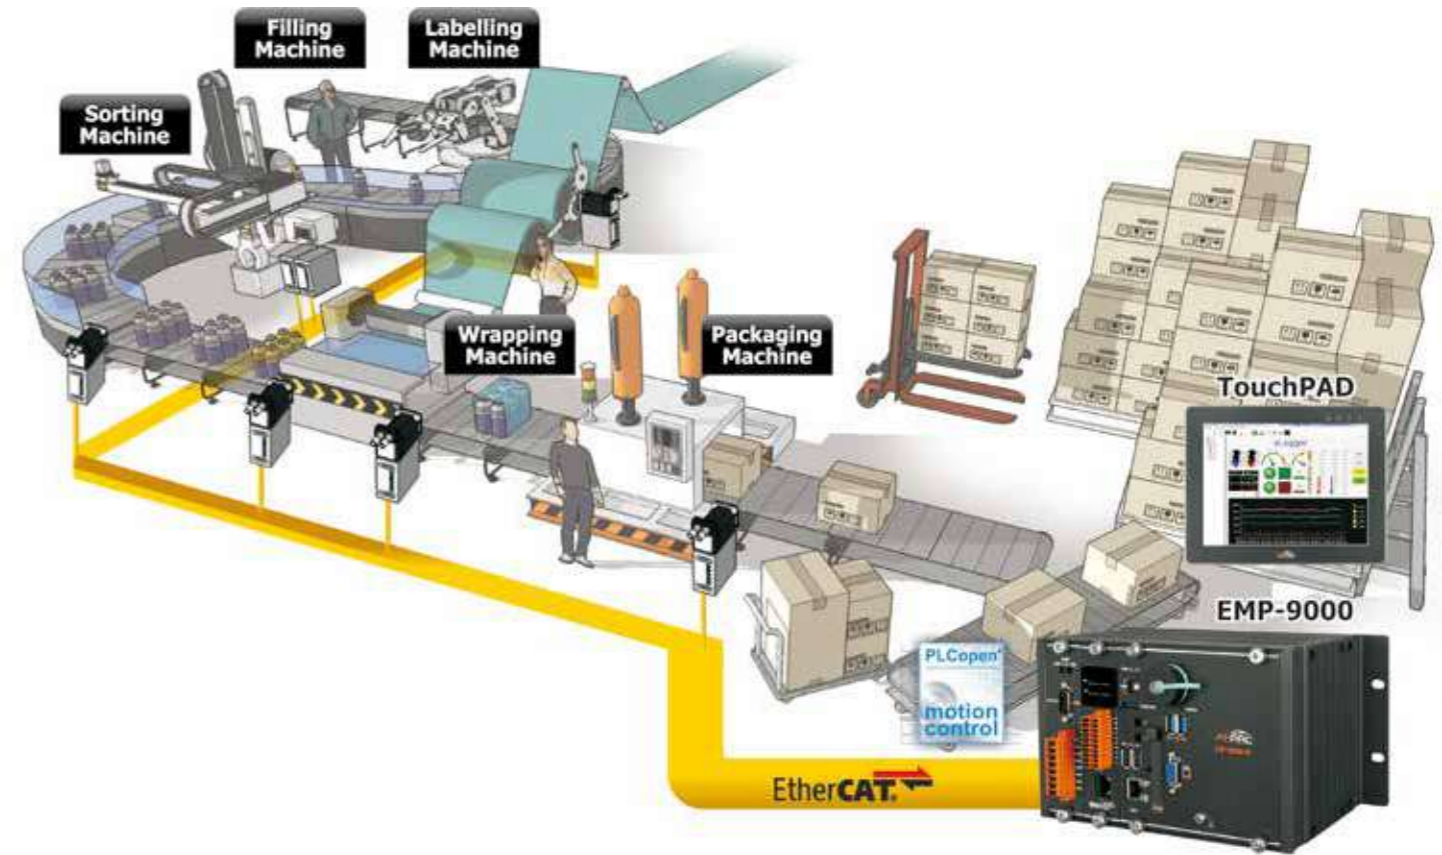 Filling
Machine
Labelling
Machine
Sorting
Machine
Wrapping
Machine
Packaging
Machine
TouchPAD
EMP-9000
PLCopen®
motion
control
EtherCAT.